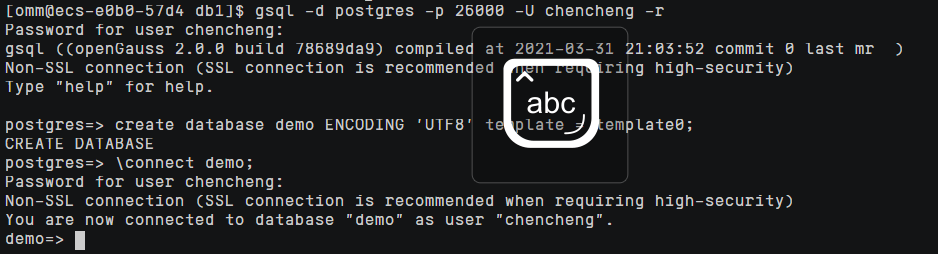 [omm@ecs-e0b0-57d4 db1]$ gsql -d postgres -p 26000 -U chencheng -r
Password for user chencheng:
gsql ((openGauss 2.0.0 build 78689da9) compiled at 2021-03-31 21:03:52 commit 0 last mr  )
Non-SSL connection (SSL connection is recommended when requiring high-security)
Type "help" for help.
abc
postgres=> create database demo ENCODING 'UTF8' template = template0;
CREATE DATABASE
postgres=> \connect demo;
Password for user chencheng:
Non-SSL connection (SSL connection is recommended when requiring high-security)
You are now connected to database "demo" as user "chencheng".
demo=>